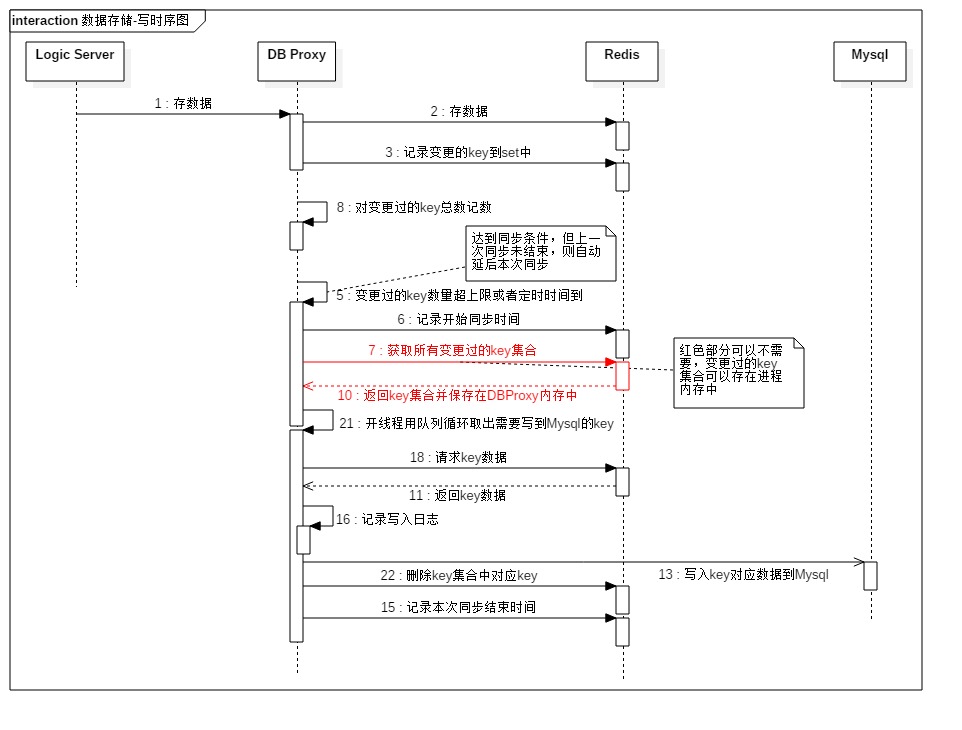 interaction 数据存储-写时序图
Logic Server
DB Proxy
Redis
Mysql
1 : 存数据
2 : 存数据
3 : 记录变更的key到set中
8 : 对变更过的key总数记数
达到同步条件，但上一
次同步未结束，则自动
延后本次同步
5 : 变更过的key数量超上限或者定时时间到
6 : 记录开始同步时间
7 : 获取所有变更过的key集合
红色部分可以不需
要，变更过的key
集合可以存在进程
内存中
10 : 返回key集合并保存在DBProxy内存中
21 : 开线程用队列循环取出需要写到Mysql的key
18 : 请求key数据
11 : 返回key数据
16 : 记录写入日志
13 : 写入key对应数据到Mysql
22 : 删除key集合中对应key
15 : 记录本次同步结束时间